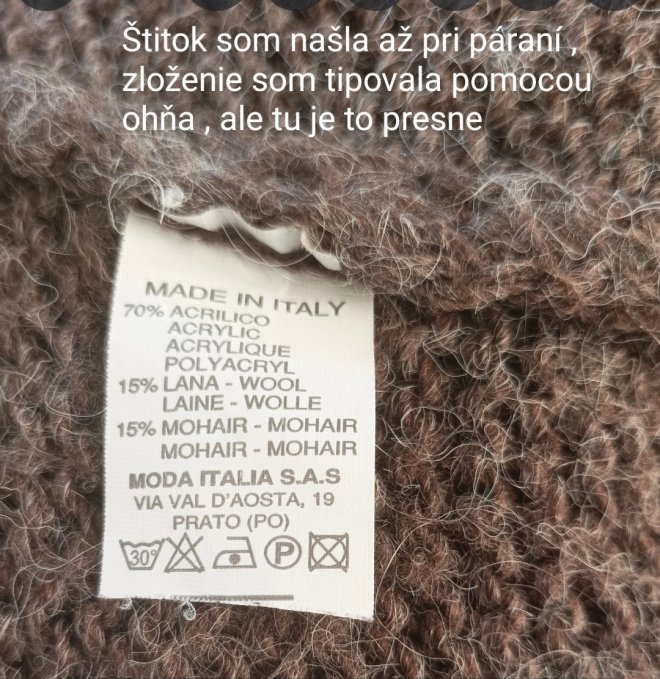 Štitok som našla až pri páraní ,
zloženie som tipovala pomocou
ohňa , ale tu je to presne
MADE IN ITALY
70% ACRILICO
ACRYLIC
ACRYLIQUE
POLYACRYL
15% LANA - WOOL
LAINE - WOLLE
15% MOHAIR - MOHAIR
MOHAIR - MOHAIR
MODA ITALIA S.A.S
VIA VAL D'AOSTA, 19
PRATO (PO)
30° P